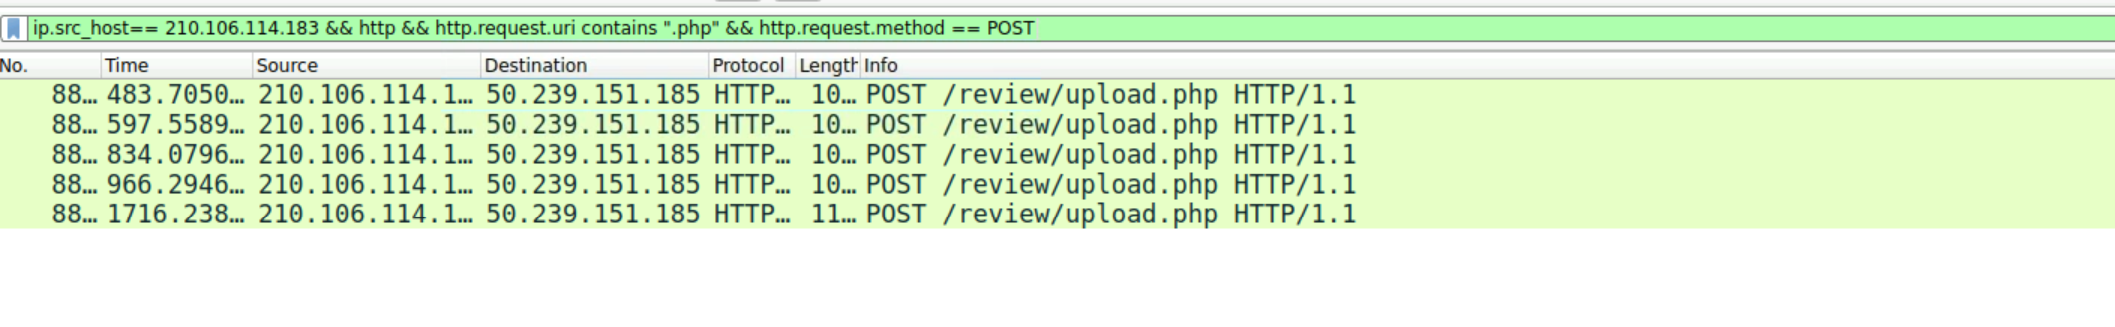 ip.src_host== 210.106.114.183 && http && http.request.uri contains ".php" && http.request.method == POST
No. Time Source Destination Protocol Length Info
88… 483.7050… 210.106.114.1… 50.239.151.185 HTTP… 10… POST /review/upload.php HTTP/1.1
88… 597.5589… 210.106.114.1… 50.239.151.185 HTTP… 10… POST /review/upload.php HTTP/1.1
88… 834.0796… 210.106.114.1… 50.239.151.185 HTTP… 10… POST /review/upload.php HTTP/1.1
88… 966.2946… 210.106.114.1… 50.239.151.185 HTTP… 10… POST /review/upload.php HTTP/1.1
88… 1716.238… 210.106.114.1… 50.239.151.185 HTTP… 11… POST /review/upload.php HTTP/1.1